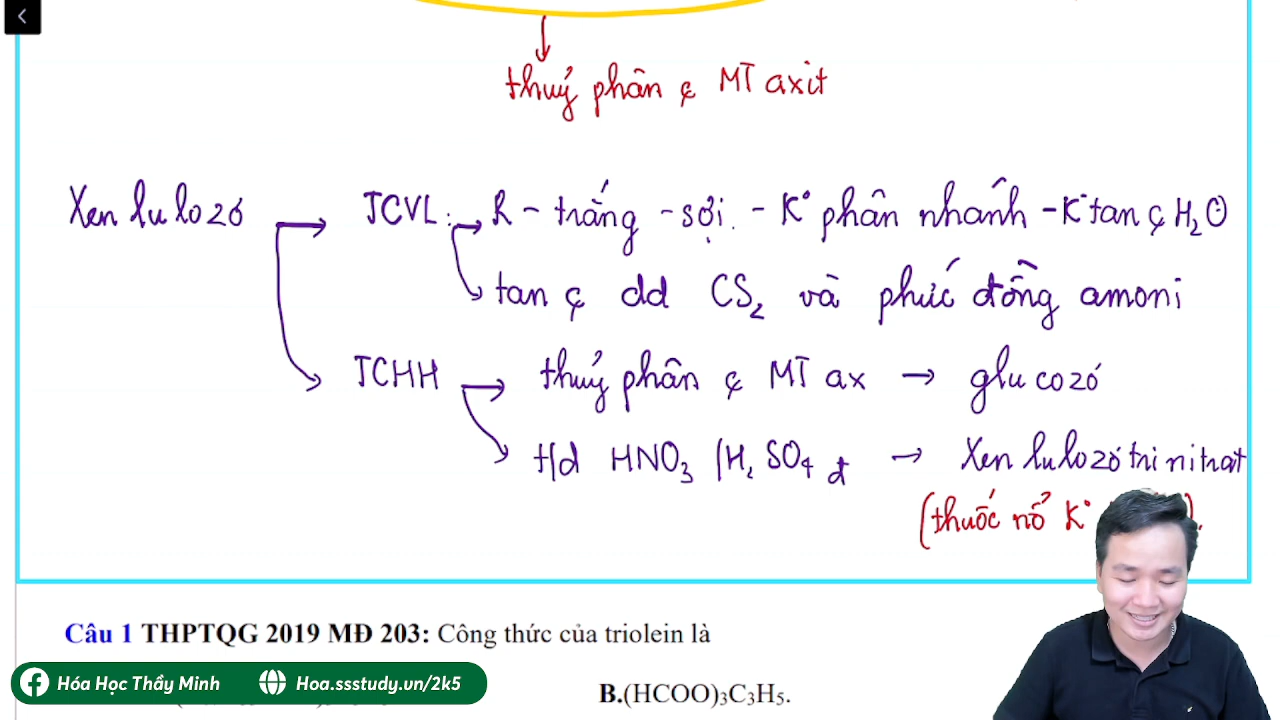 thuỷ phân ç MT axit
Xenlulozơ → TCVL: → R - trắng - sợi. - K° phân nhánh - K° tan ç H₂O
tan ç dd CS₂ và phức đồng amoni
TCHH → thuỷ phân ç MT ax → glucozơ
t/d HNO₃ / H₂SO₄ đ → Xenlulozơ trinitrat
(thuốc nổ K° ).
Câu 1 THPTQG 2019 MĐ 203: Công thức của triolein là
Hóa Học Thầy Minh Hoa.ssstudy.vn/2k5
B.(HCOO)₃C₃H₅.